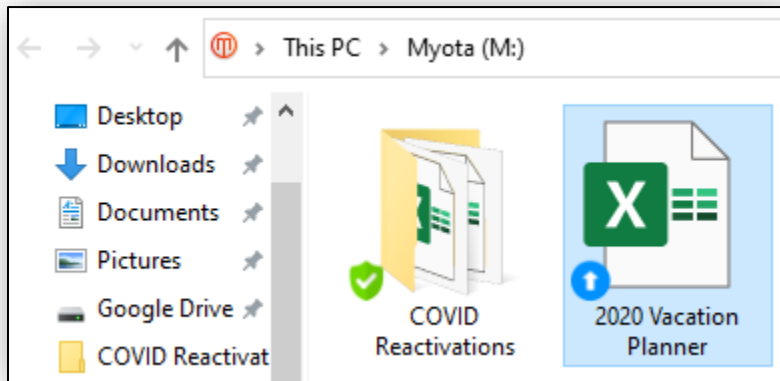 This PC > Myota (M:)
Desktop
Downloads
Documents
Pictures
Google Drive
COVID Reactivat
COVID
Reactivations
X
2020 Vacation
Planner